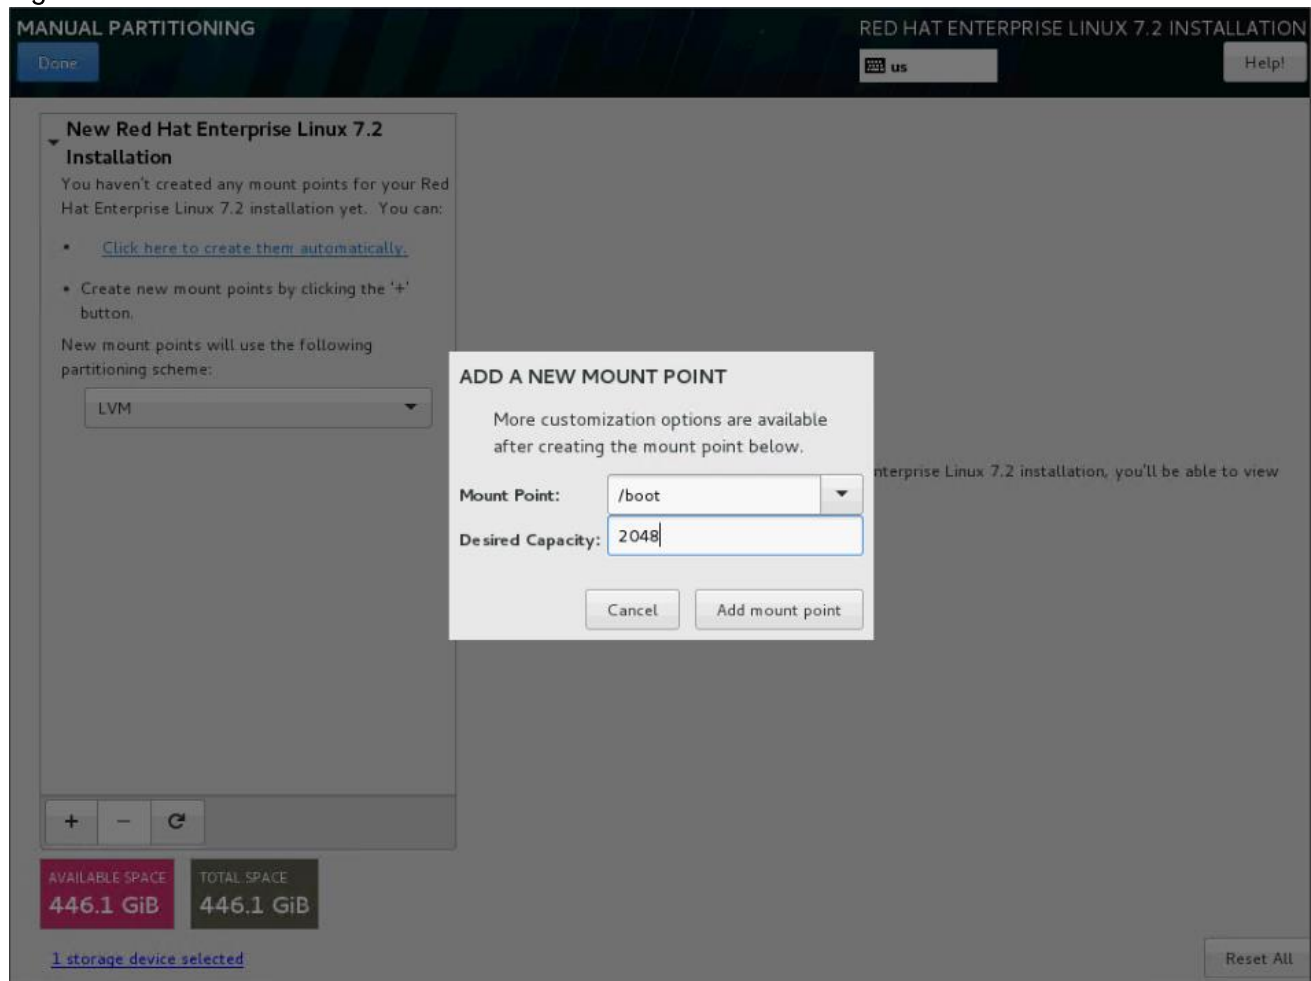 MANUAL PARTITIONING
RED HAT ENTERPRISE LINUX 7.2 INSTALLATION
Done
us
Help!
New Red Hat Enterprise Linux 7.2
Installation
You haven't created any mount points for your Red
Hat Enterprise Linux 7.2 installation yet. You can:
• Click here to create them automatically.
• Create new mount points by clicking the '+'
button.
New mount points will use the following
partitioning scheme:
LVM
ADD A NEW MOUNT POINT
More customization options are available
after creating the mount point below.
Mount Point: /boot
Desired Capacity: 2048
Cancel Add mount point
nterprise Linux 7.2 installation, you'll be able to view
+ −
AVAILABLE SPACE
446.1 GiB
TOTAL SPACE
446.1 GiB
1 storage device selected
Reset All